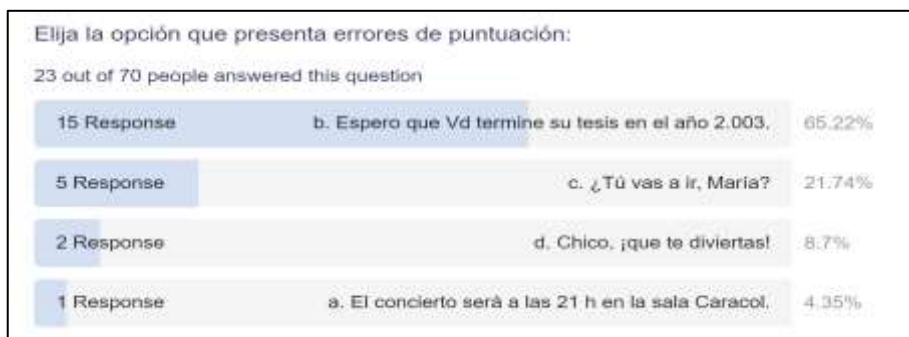 Elija la opción que presenta errores de puntuación:
23 out of 70 people answered this question
15 Response b. Espero que Vd termine su tesis en el año 2.003. 65.22%
5 Response c. ¿Tú vas a ir, María? 21.74%
2 Response d. Chico, ¡que te diviertas! 8.7%
1 Response a. El concierto será a las 21 h en la sala Caracol. 4.35%